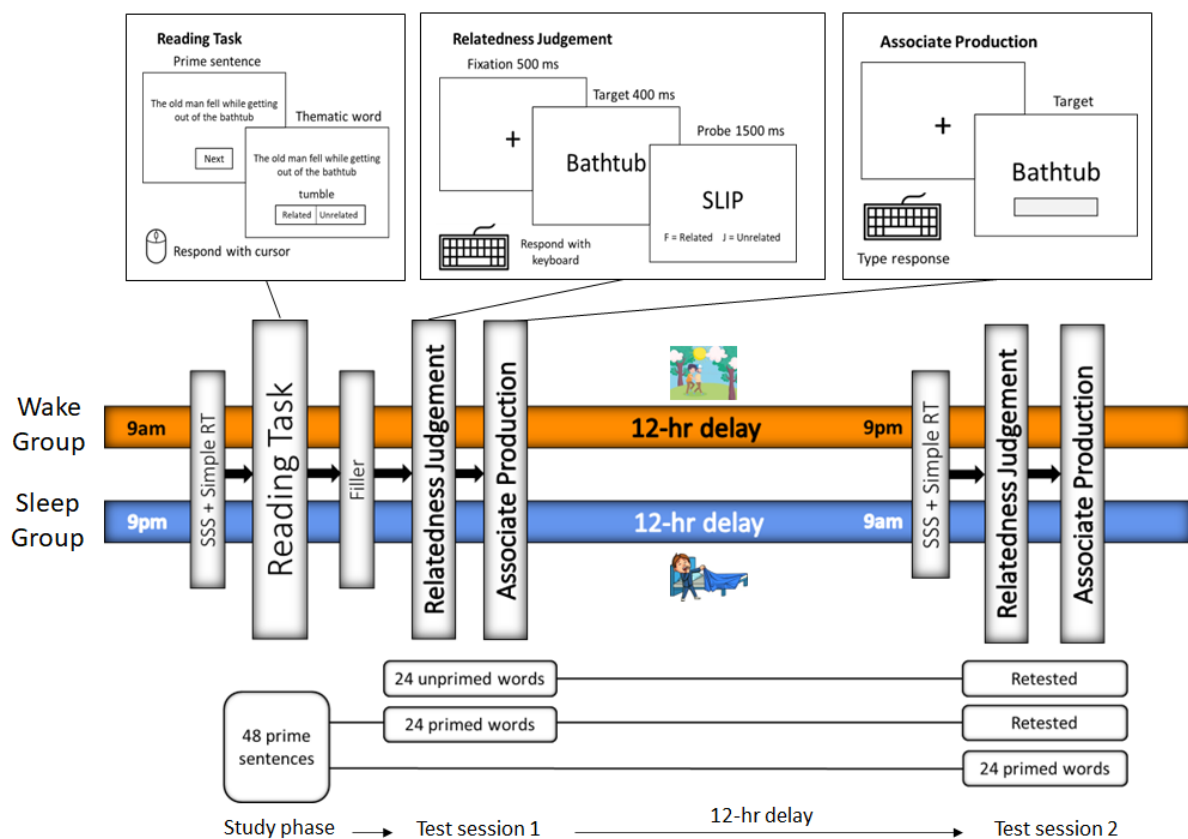 Reading Task
Prime sentence
The old man fell while getting
out of the bathtub
Next
Thematic word
The old man fell while getting
out of the bathtub
tumble
Related Unrelated
Respond with cursor
Relatedness Judgement
Fixation 500 ms
+
Target 400 ms
Bathtub
Probe 1500 ms
SLIP
F = Related J = Unrelated
Respond with
keyboard
Associate Production
+
Target
Bathtub
Type response
Wake
Group
9am
SSS + Simple RT
Reading Task
Filler
Relatedness Judgement
Associate Production
12-hr delay
9pm
SSS + Simple RT
Relatedness Judgement
Associate Production
Sleep
Group
9pm
12-hr delay
9am
24 unprimed words
Retested
48 prime
sentences
24 primed words
Retested
24 primed words
Study phase
Test session 1
12-hr delay
Test session 2